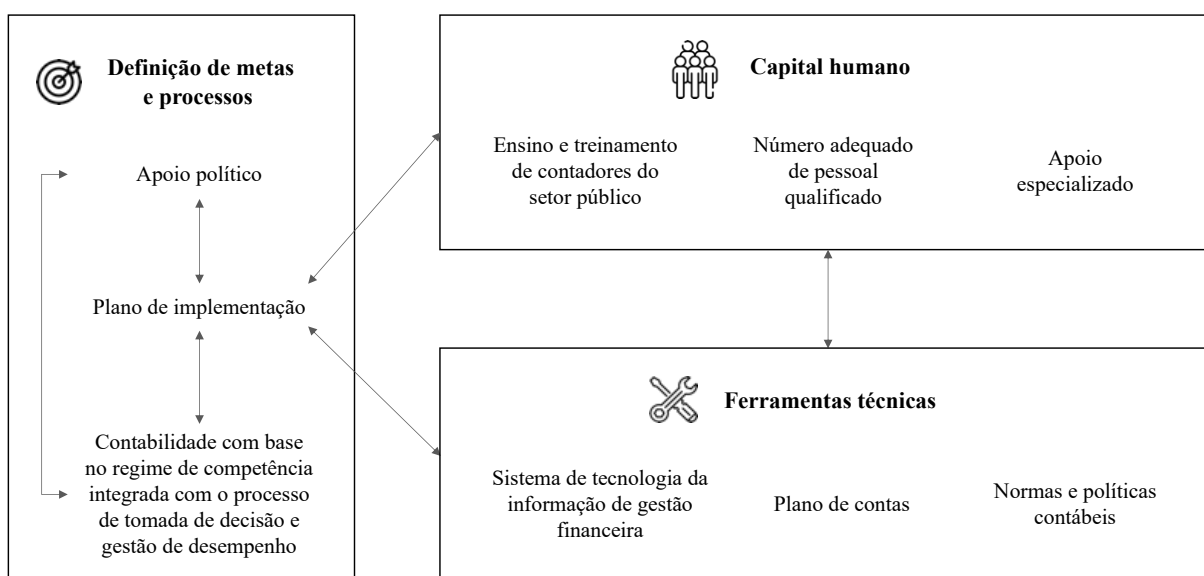 Definição de metas
e processos
Apoio político
Plano de implementação
Contabilidade com base
no regime de competência
integrada com o processo
de tomada de decisão e
gestão de desempenho
Capital humano
Ensino e treinamento
de contadores do
setor público
Número adequado
de pessoal
qualificado
Apoio
especializado
Ferramentas técnicas
Sistema de tecnologia da
informação de gestão
financeira
Plano de contas
Normas e políticas
contábeis